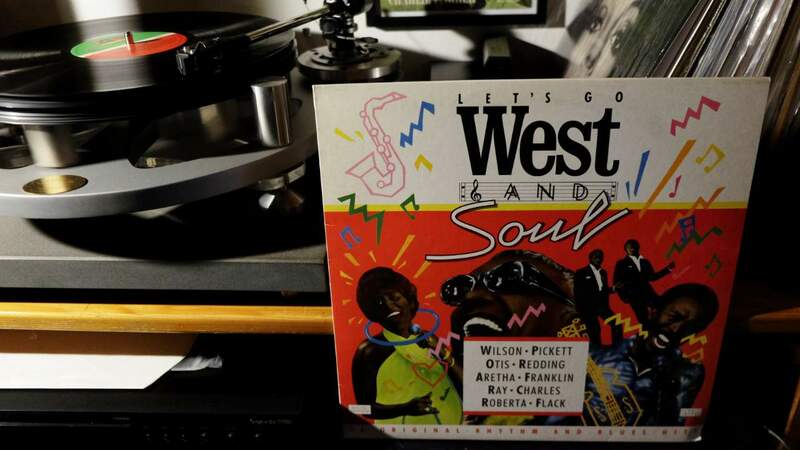 LET'S GO
West
AND
Soul
WILSON · PICKETT
OTIS · REDDING
ARETHA · FRANKLIN
RAY · CHARLES
ROBERTA · FLACK
ORIGINAL · RHYTHM AND BLUES · HIT